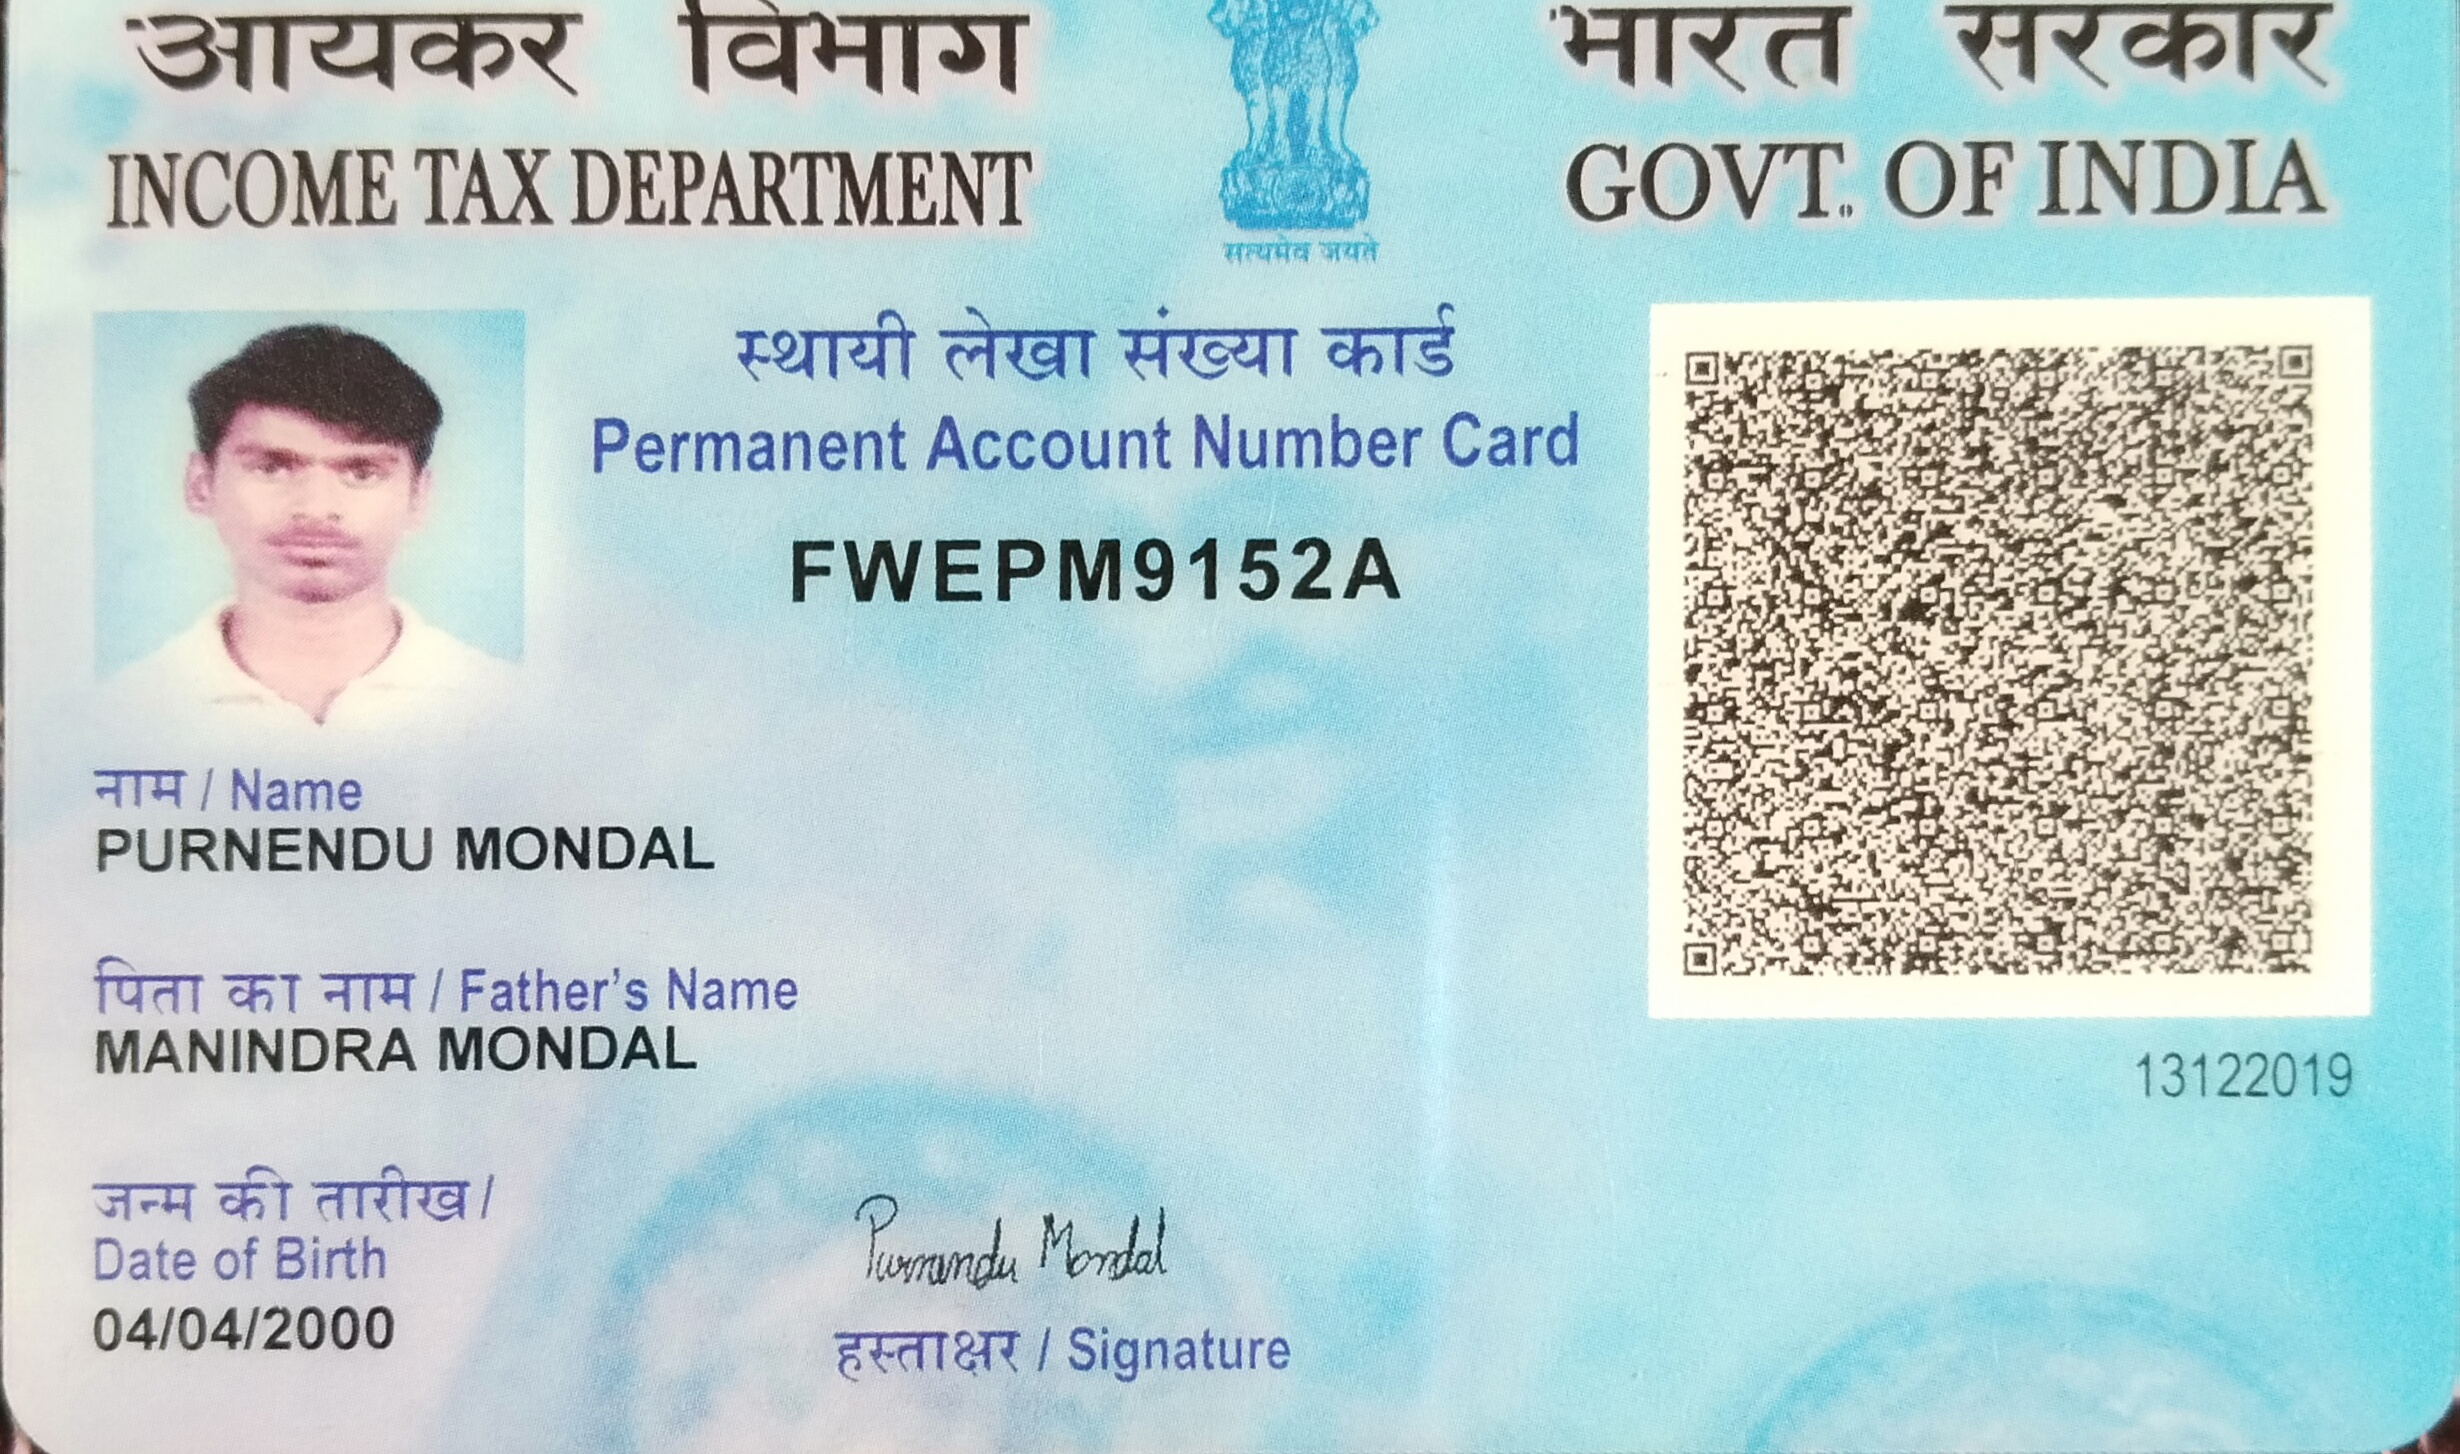 आयकर विभाग
INCOME TAX DEPARTMENT
सत्यमेव जयते
भारत सरकार
GOVT. OF INDIA
स्थायी लेखा संख्या कार्ड
Permanent Account Number Card
FWEPM9152A
नाम / Name
PURNENDU MONDAL
पिता का नाम / Father's Name
MANINDRA MONDAL
13122019
जन्म की तारीख /
Date of Birth
04/04/2000
Purnendu Mondal
हस्ताक्षर / Signature